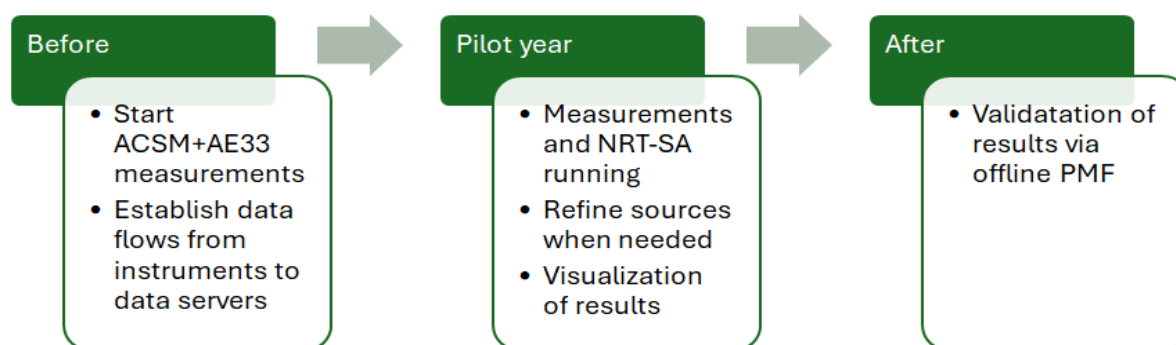 Before
• Start
ACSM+AE33
measurements
• Establish data
flows from
instruments to
data servers
Pilot year
• Measurements
and NRT-SA
running
• Refine sources
when needed
• Visualization
of results
After
• Validatation of
results via
offline PMF